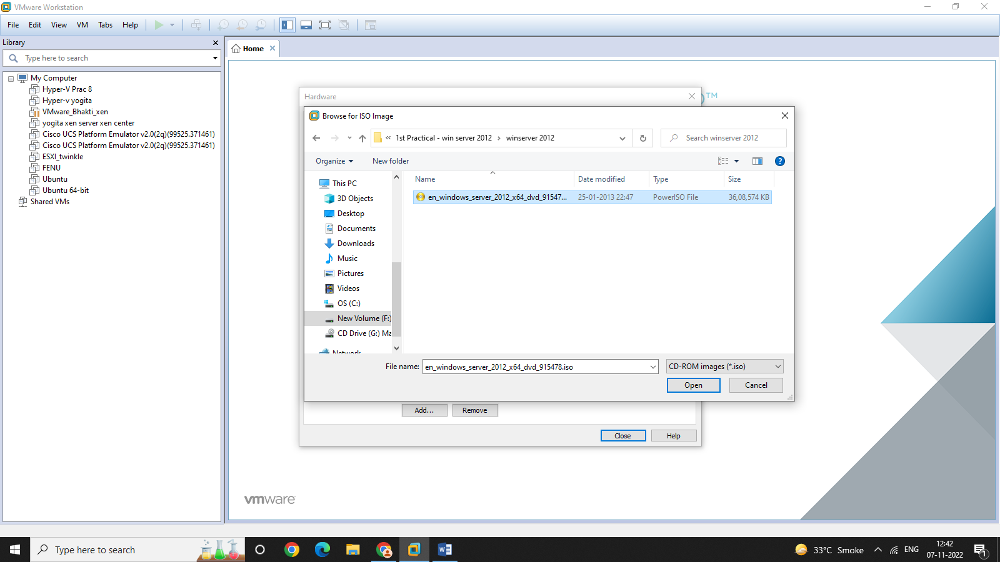 VMware Workstation
File Edit View VM Tabs Help
Library
Type here to search
My Computer
Hyper-V Prac 8
Hyper-v yogita
VMware_Bhakti_xen
yogita xen server xen center
Cisco UCS Platform Emulator v2.0(2q)(99525.371461)
Cisco UCS Platform Emulator v2.0(2q)(99525.371461)
ESXI_twinkle
FENU
Ubuntu
Ubuntu 64-bit
Shared VMs
Home
TM
Hardware
Browse for ISO Image
« 1st Practical - win server 2012 › winserver 2012
Search winserver 2012
Organize New folder
This PC
3D Objects
Desktop
Documents
Downloads
Music
Pictures
Videos
OS (C:)
New Volume (F:)
CD Drive (G:) Ma
Network
Name Date modified Type Size
en_windows_server_2012_x64_dvd_91547... 25-01-2013 22:47 PowerISO File 36,08,574 KB
File name: en_windows_server_2012_x64_dvd_915478.iso CD-ROM images (*.iso)
Open Cancel
Add... Remove
Close Help
vmware
Type here to search
33°C Smoke ENG 12:42
07-11-2022
1